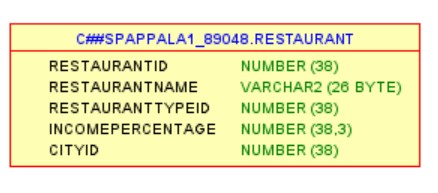 C##SPAPPALA1_89048.RESTAURANT
RESTAURANTID NUMBER (38)
RESTAURANTNAME VARCHAR2 (26 BYTE)
RESTAURANTTYPEID NUMBER (38)
INCOMEPERCENTAGE NUMBER (38,3)
CITYID NUMBER (38)